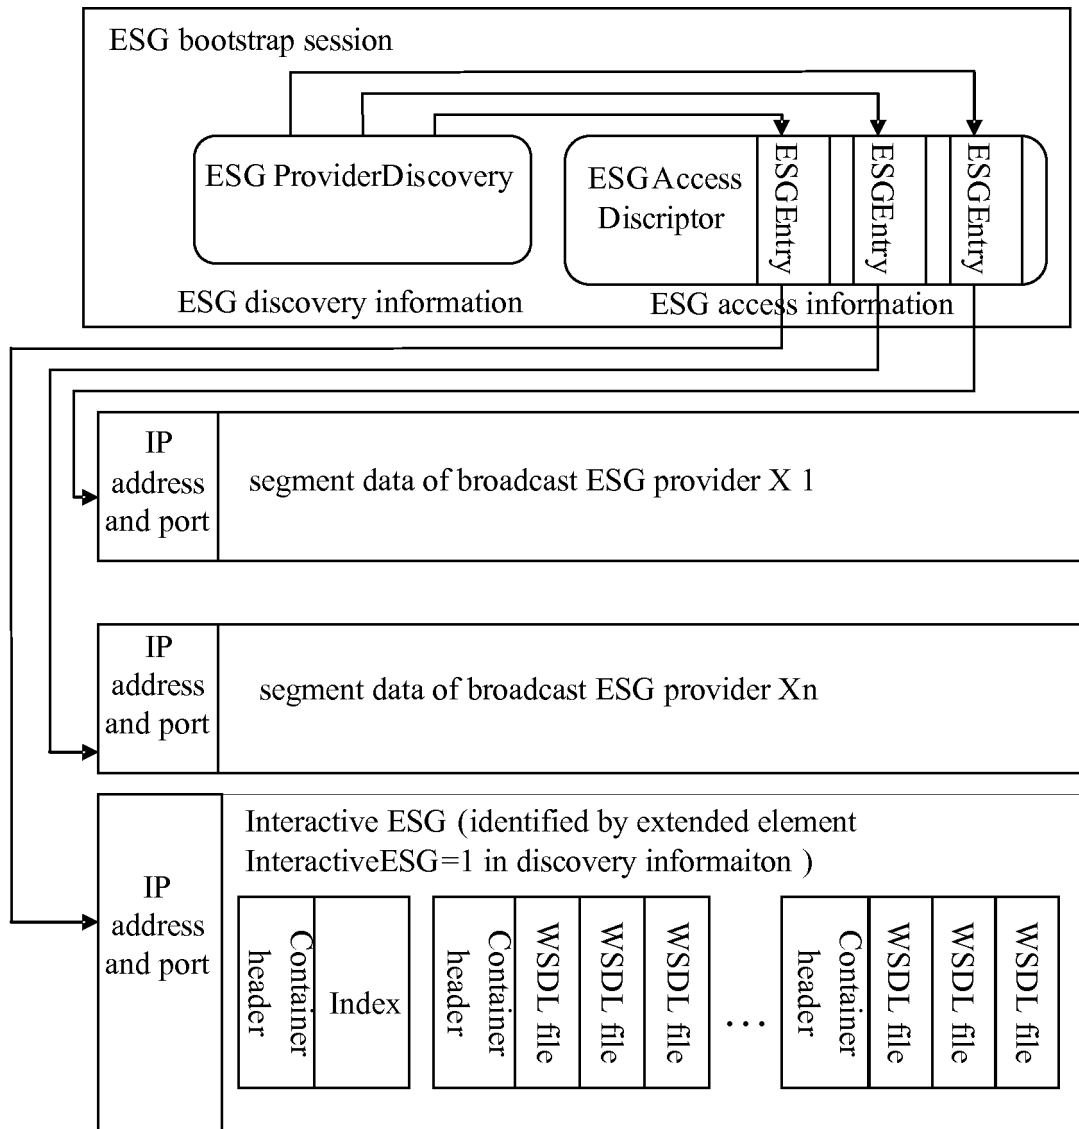 ESG bootstrap session
ESG ProviderDiscovery
ESGAccess
Discriptor
ESGEntry
ESGEntry
ESGEntry
ESG discovery information
ESG access information
IP
address
and port
segment data of broadcast ESG provider X 1
IP
address
and port
segment data of broadcast ESG provider Xn
IP
address
and port
Interactive ESG (identified by extended element
InteractiveESG=1 in discovery informaiton )
Container
header
Index
Container
header
WSDL file
WSDL file
WSDL file
...
Container
header
WSDL file
WSDL file
WSDL file